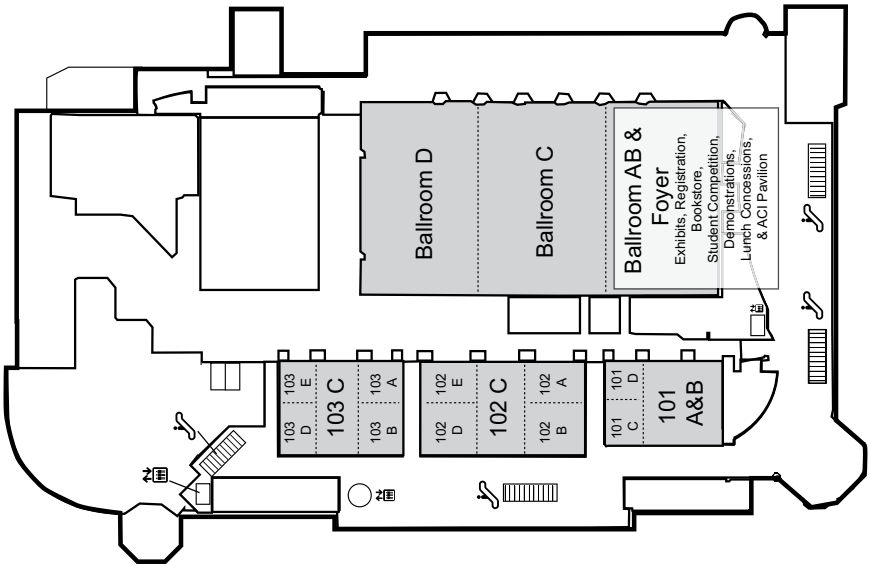 Ballroom D
Ballroom C
Ballroom AB &
Foyer
Exhibits, Registration,
Bookstore,
Student Competition,
Demonstrations,
Lunch Concessions,
& ACI Pavilion
103
E
103
D
103 C
103
A
103
B
102
E
102
D
102 C
102
A
102
B
101
D
101
C
101
A&B